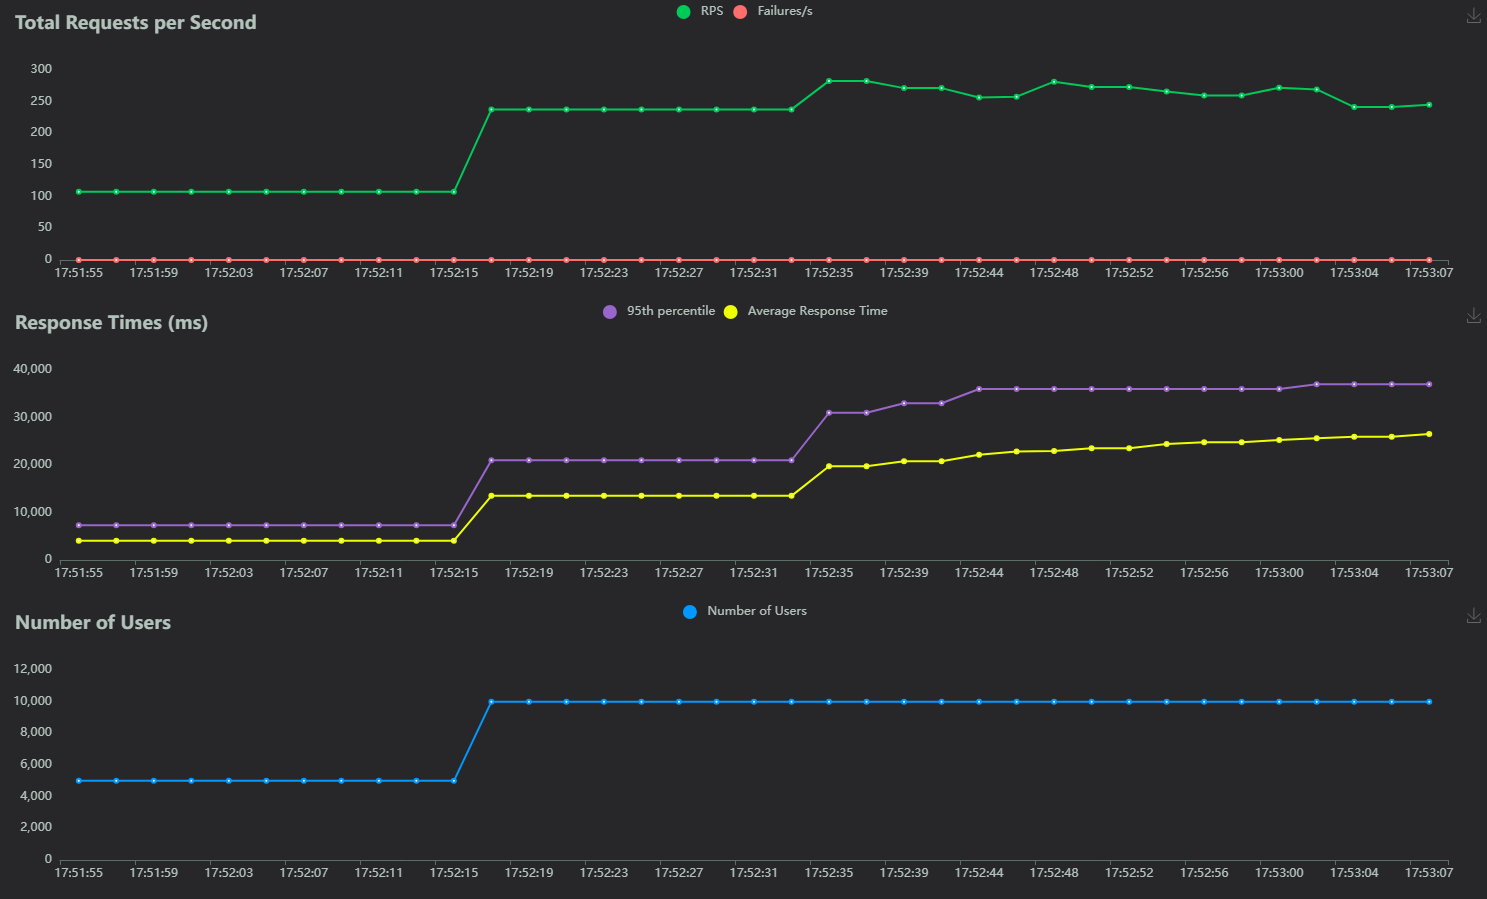 Total Requests per Second
RPS Failures/s
300
250
200
150
100
50
0
17:51:55 17:51:59 17:52:03 17:52:07 17:52:11 17:52:15 17:52:19 17:52:23 17:52:27 17:52:31 17:52:35 17:52:39 17:52:44 17:52:48 17:52:52 17:52:56 17:53:00 17:53:04 17:53:07
Response Times (ms)
95th percentile Average Response Time
40,000
30,000
20,000
10,000
0
17:51:55 17:51:59 17:52:03 17:52:07 17:52:11 17:52:15 17:52:19 17:52:23 17:52:27 17:52:31 17:52:35 17:52:39 17:52:44 17:52:48 17:52:52 17:52:56 17:53:00 17:53:04 17:53:07
Number of Users
Number of Users
12,000
10,000
8,000
6,000
4,000
2,000
0
17:51:55 17:51:59 17:52:03 17:52:07 17:52:11 17:52:15 17:52:19 17:52:23 17:52:27 17:52:31 17:52:35 17:52:39 17:52:44 17:52:48 17:52:52 17:52:56 17:53:00 17:53:04 17:53:07